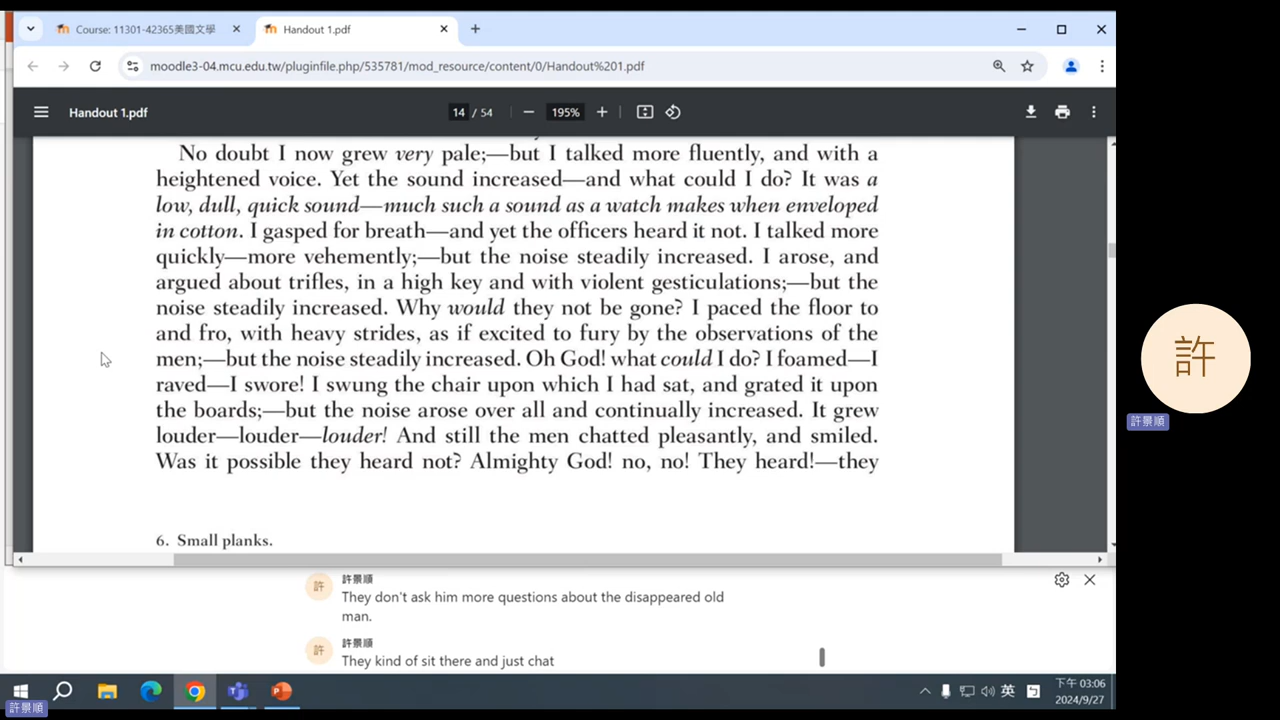 Course: 11301-42365美國文學
Handout 1.pdf
moodle3-04.mcu.edu.tw/pluginfile.php/535781/mod_resource/content/0/Handout%201.pdf
Handout 1.pdf
14 / 54
195%
No doubt I now grew very pale;—but I talked more fluently, and with a
heightened voice. Yet the sound increased—and what could I do? It was a
low, dull, quick sound—much such a sound as a watch makes when enveloped
in cotton. I gasped for breath—and yet the officers heard it not. I talked more
quickly—more vehemently;—but the noise steadily increased. I arose, and
argued about trifles, in a high key and with violent gesticulations;—but the
noise steadily increased. Why would they not be gone? I paced the floor to
and fro, with heavy strides, as if excited to fury by the observations of the
men;—but the noise steadily increased. Oh God! what could I do? I foamed—I
raved—I swore! I swung the chair upon which I had sat, and grated it upon
the boards;—but the noise arose over all and continually increased. It grew
louder—louder—louder! And still the men chatted pleasantly, and smiled.
Was it possible they heard not? Almighty God! no, no! They heard!—they
6. Small planks.
許
許景順
許
許景順
They don't ask him more questions about the disappeared old
man.
許
許景順
They kind of sit there and just chat
英
下午 03:06
2024/9/27
許景順